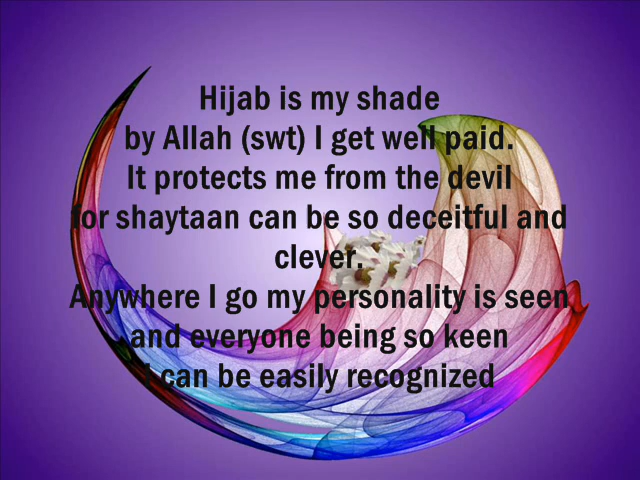 Hijab is my shade
by Allah (swt) I get well paid.
It protects me from the devil
for shaytaan can be so deceitful and
clever.
Anywhere I go my personality is seen
and everyone being so keen
I can be easily recognized